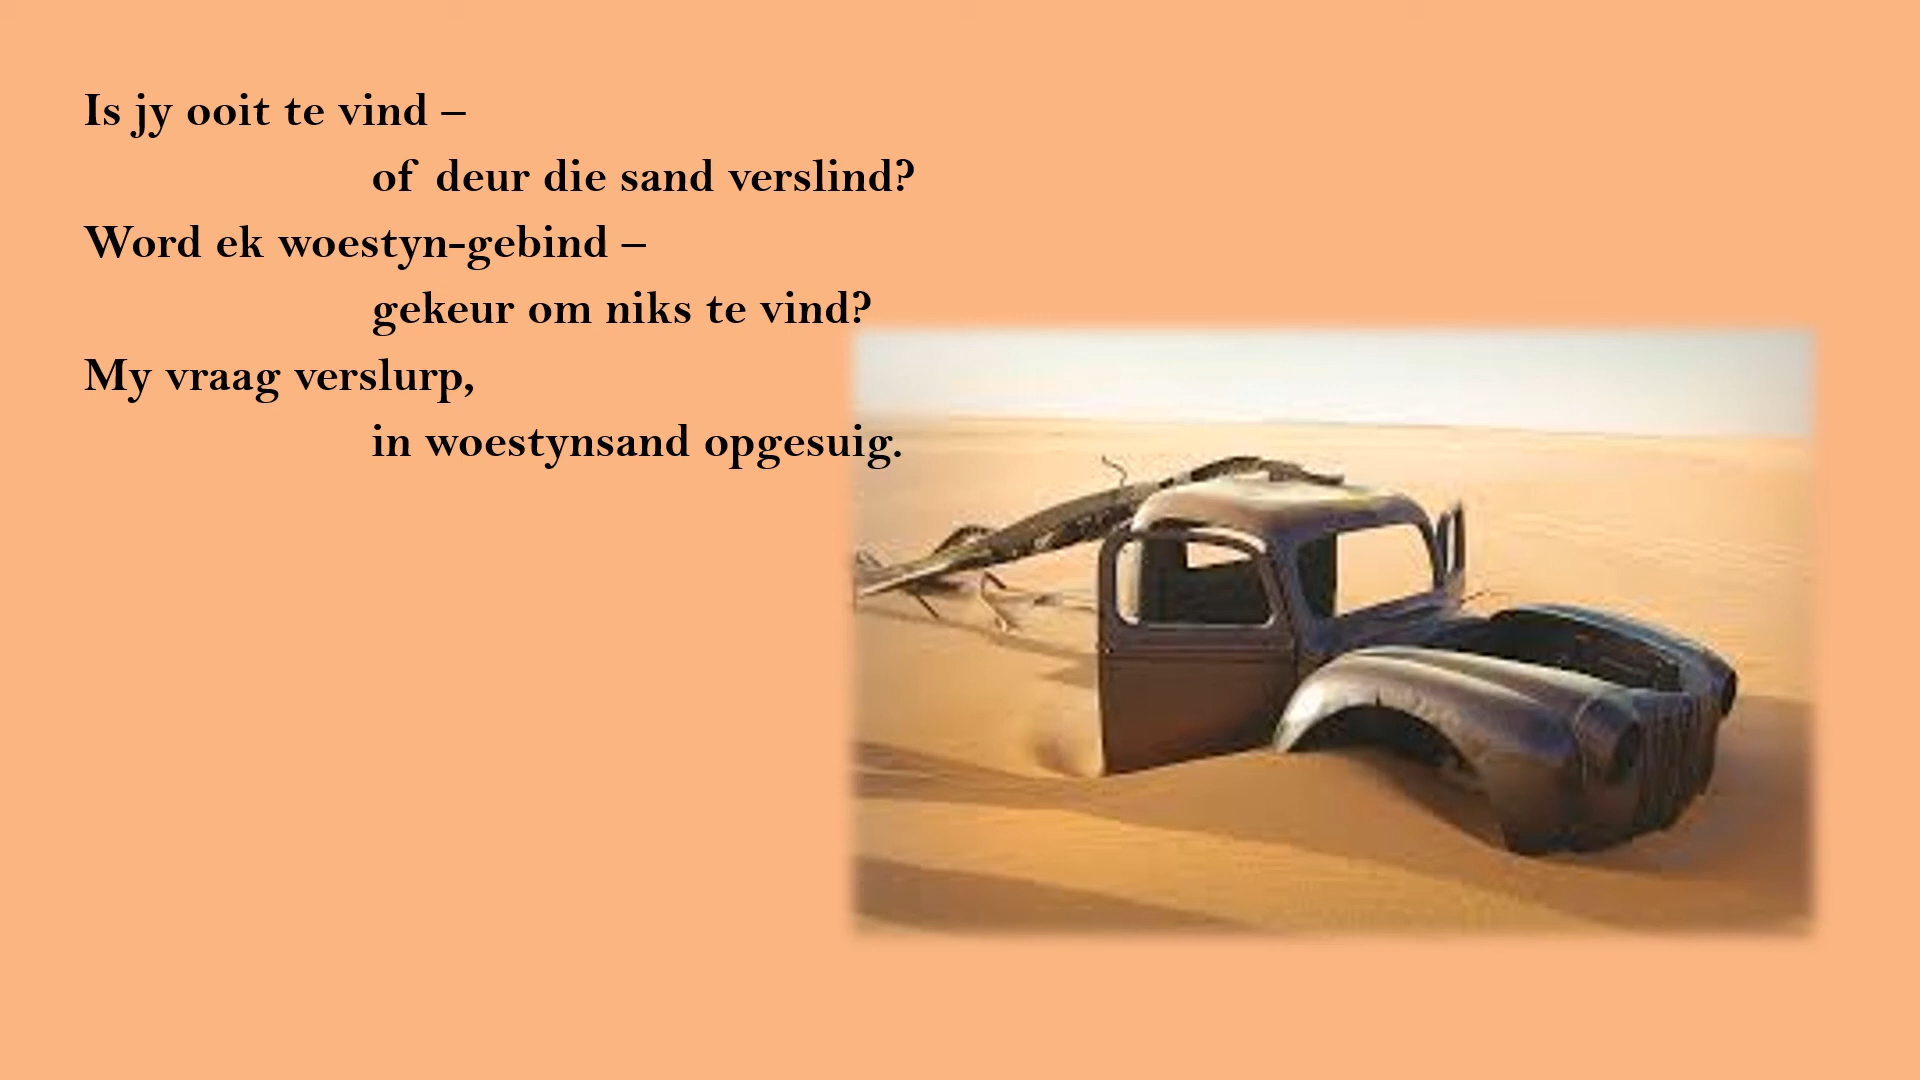 Is jy ooit te vind –
of deur die sand verslind?
Word ek woestyn-gebind –
gekeur om niks te vind?
My vraag verslurp,
in woestynsand opgesuig.